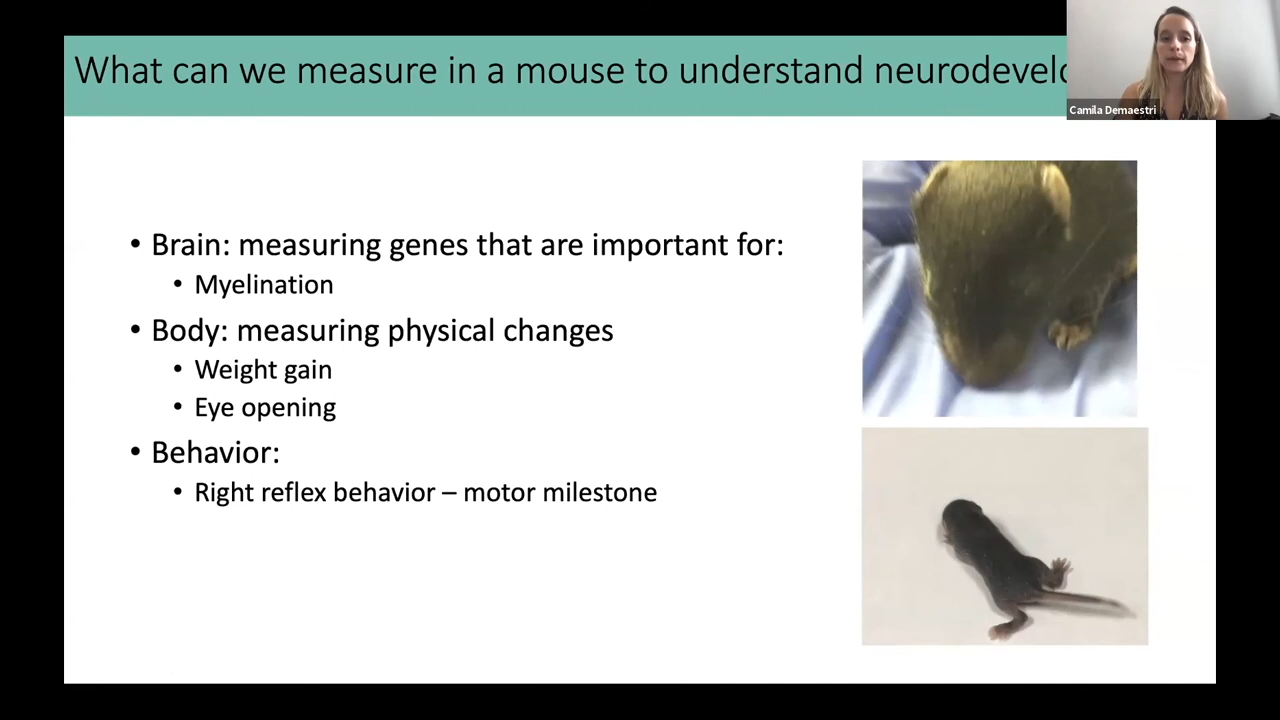 What can we measure in a mouse to understand
Camila Demaestri
• Brain: measuring genes that are important for:
• Myelination
• Body: measuring physical changes
• Weight gain
• Eye opening
• Behavior:
• Right reflex behavior – motor milestone